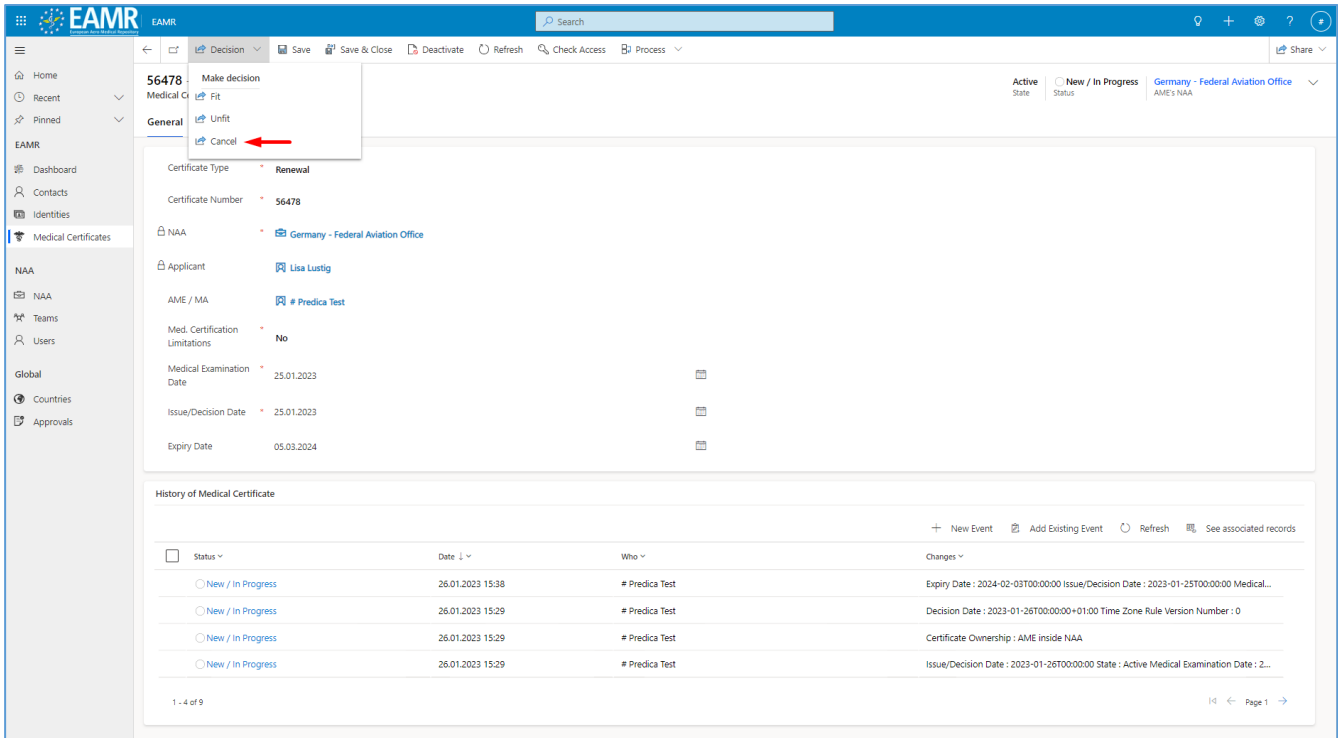 EAMR
European Aero-Medical Repository
EAMR
Search
?
#
Decision
Save
Save & Close
Deactivate
Refresh
Check Access
Process
Share
Home
Recent
Pinned
EAMR
Dashboard
Contacts
Identities
Medical Certificates
NAA
NAA
Teams
Users
Global
Countries
Approvals
Make decision
Fit
Unfit
Cancel
56478
Medical
General
Active
State
New / In Progress
Status
Germany - Federal Aviation Office
AME's NAA
Certificate Type * Renewal
Certificate Number * 56478
NAA * Germany - Federal Aviation Office
Applicant Lisa Lustig
AME / MA # Predica Test
Med. Certification * No
Limitations
Medical Examination * 25.01.2023
Date
Issue/Decision Date * 25.01.2023
Expiry Date 05.03.2024
History of Medical Certificate
+ New Event Add Existing Event Refresh See associated records
Status Date ↓ Who Changes
New / In Progress 26.01.2023 15:38 # Predica Test Expiry Date : 2024-02-03T00:00:00 Issue/Decision Date : 2023-01-25T00:00:00 Medical...
New / In Progress 26.01.2023 15:29 # Predica Test Decision Date : 2023-01-26T00:00:00+01:00 Time Zone Rule Version Number : 0
New / In Progress 26.01.2023 15:29 # Predica Test Certificate Ownership : AME inside NAA
New / In Progress 26.01.2023 15:29 # Predica Test Issue/Decision Date : 2023-01-26T00:00:00 State : Active Medical Examination Date : 2...
1 - 4 of 9
Page 1